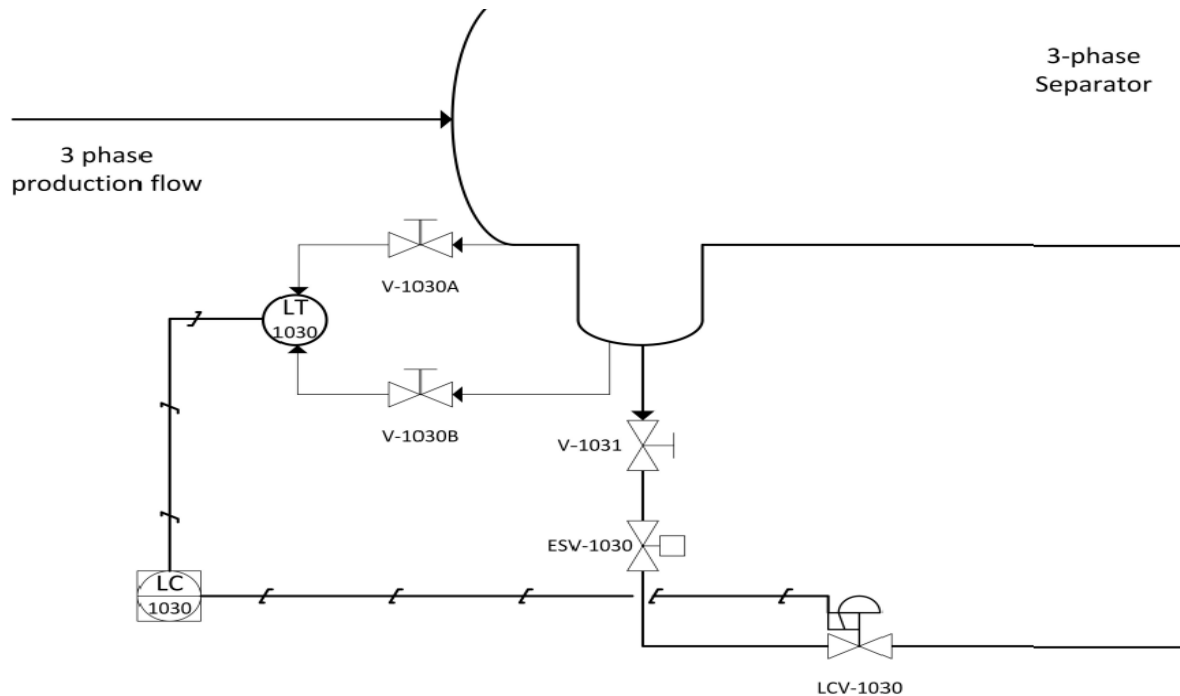 3-phase
Separator
3 phase
production flow
V-1030A
LT
1030
V-1030B
V-1031
ESV-1030
LC
1030
LCV-1030